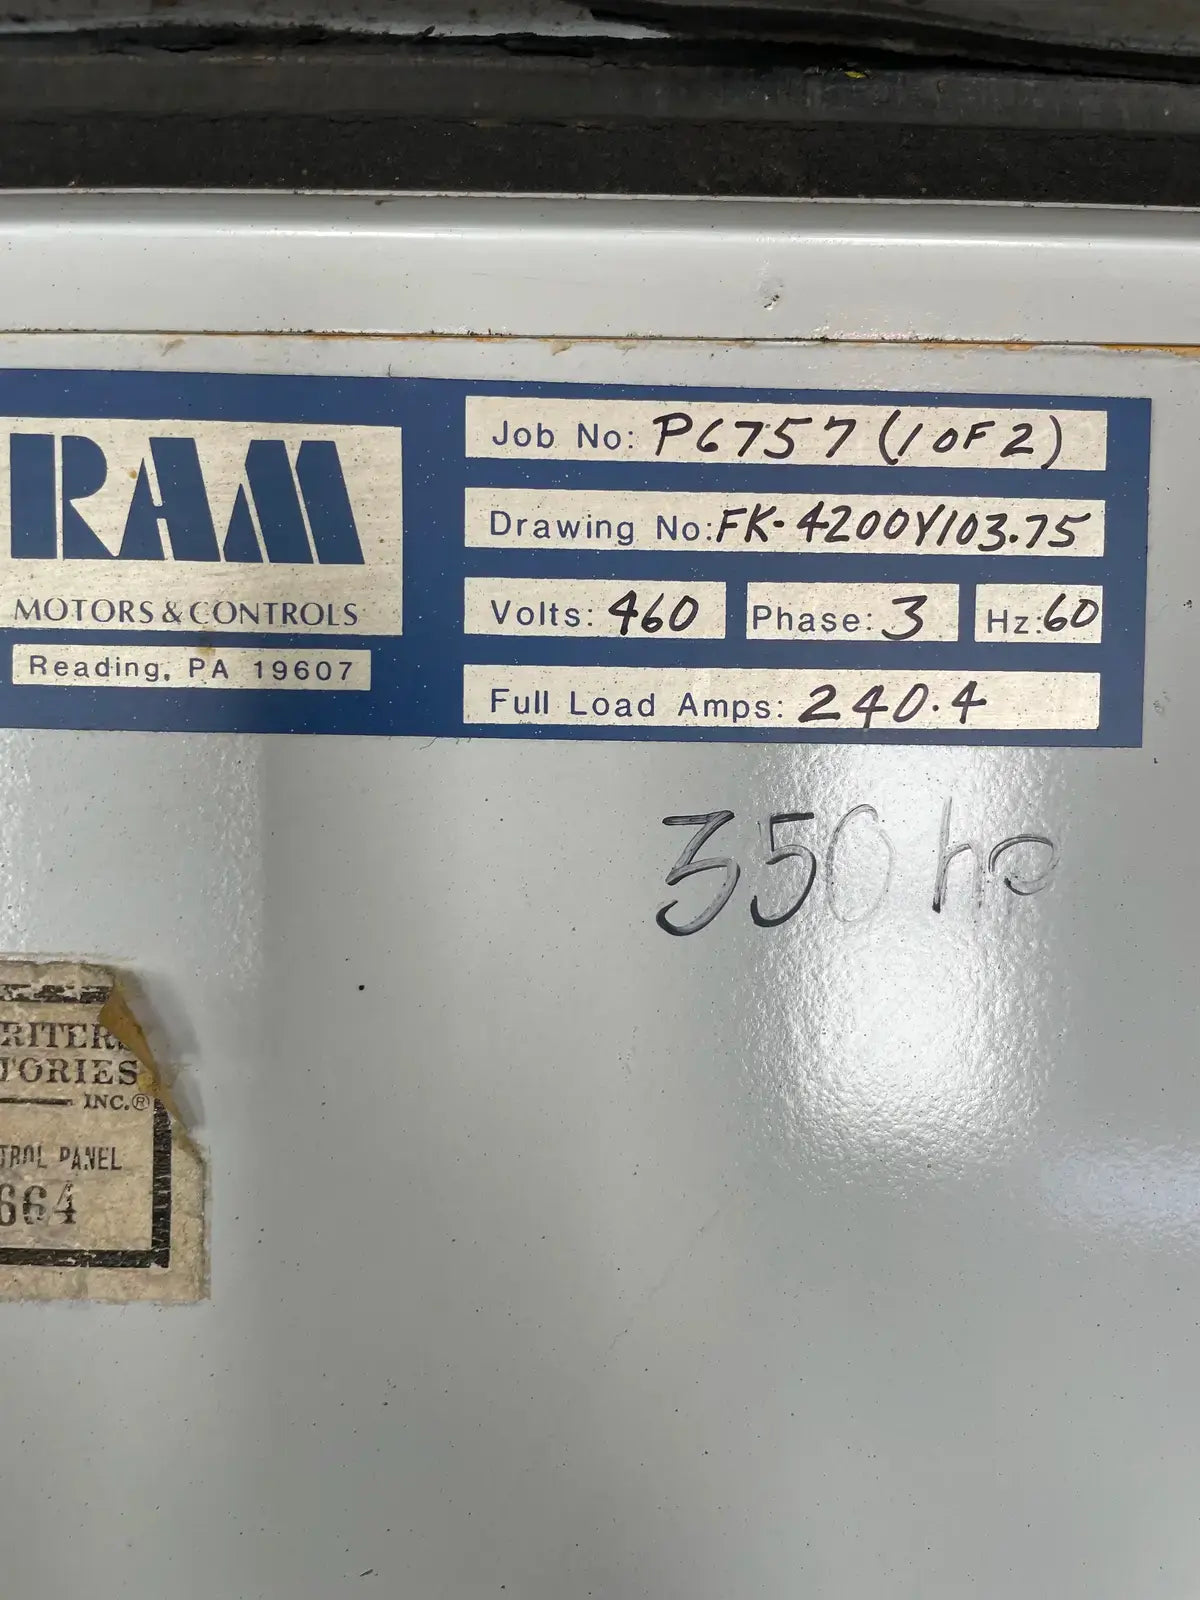 RAM
MOTORS & CONTROLS
Reading, PA 19607
Job No: P6757 (1 OF 2)
Drawing No: FK-4200Y103.75
Volts: 460 Phase: 3 Hz: 60
Full Load Amps: 240.4
350 hp
RITERS
TORIES
INC.®
TROL PANEL
664